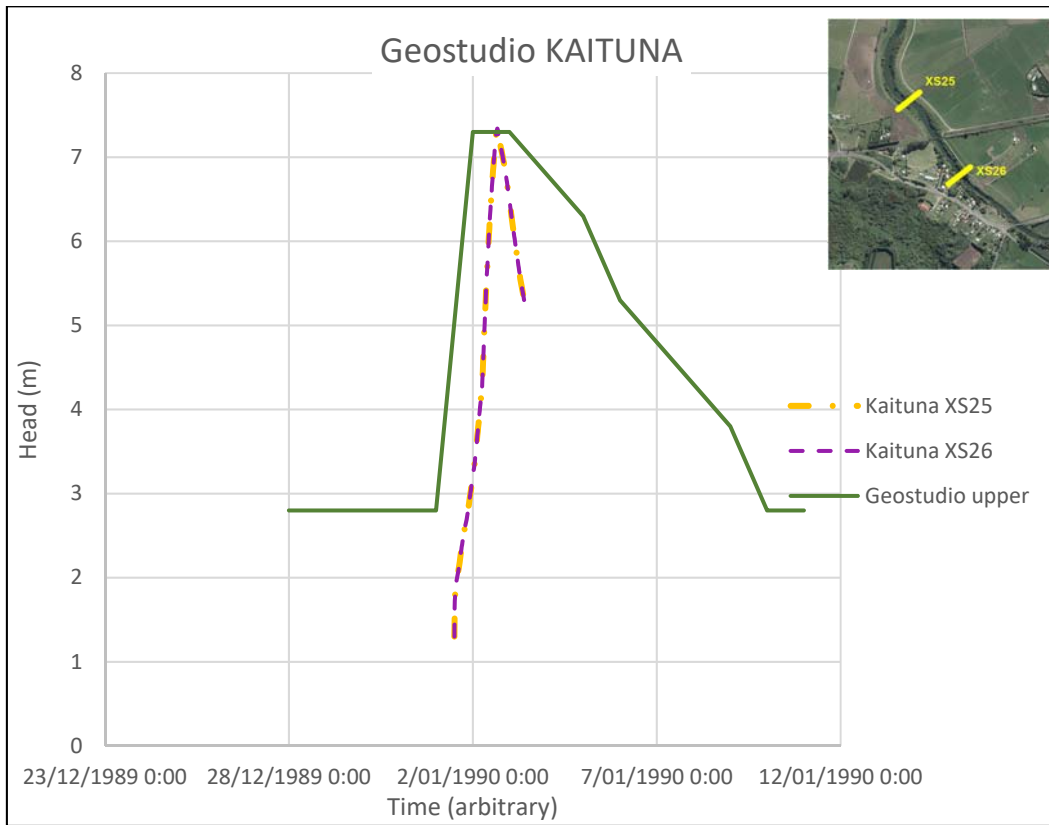 Geostudio KAITUNA
8
7
6
5
4
3
2
1
0
Head (m)
23/12/1989 0:00 28/12/1989 0:00 2/01/1990 0:00 7/01/1990 0:00 12/01/1990 0:00
Time (arbitrary)
Kaituna XS25
Kaituna XS26
Geostudio upper
XS25
XS26